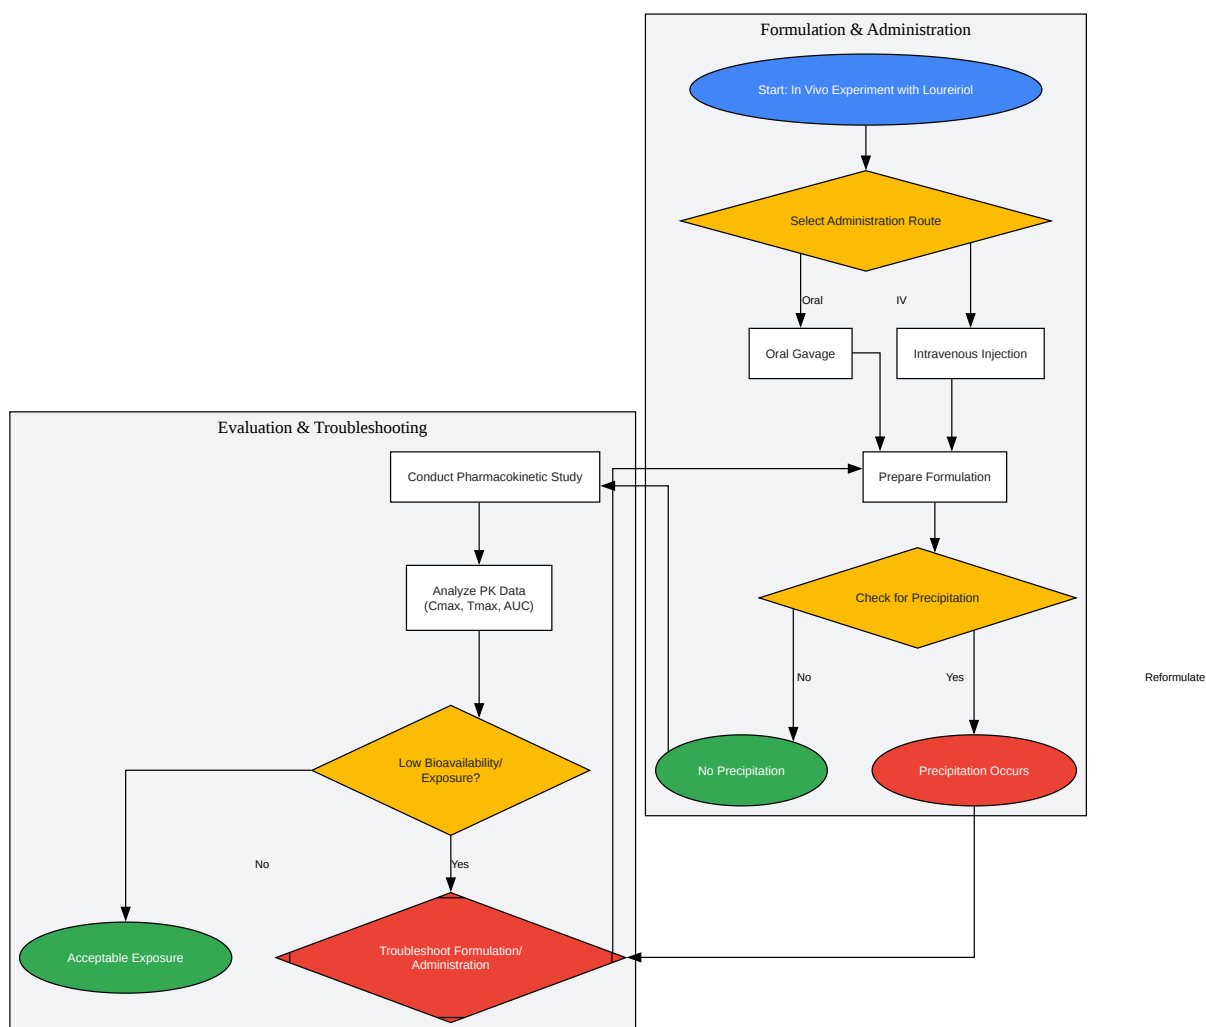 Formulation & Administration
Start: In Vivo Experiment with Loureiriol
Select Administration Route
Oral
IV
Oral Gavage
Intravenous Injection
Evaluation & Troubleshooting
Conduct Pharmacokinetic Study
Prepare Formulation
Analyze PK Data
(Cmax, Tmax, AUC)
Check for Precipitation
No
Yes
Reformulate
Low Bioavailability/
Exposure?
No Precipitation
Precipitation Occurs
No
Yes
Acceptable Exposure
Troubleshoot Formulation/
Administration